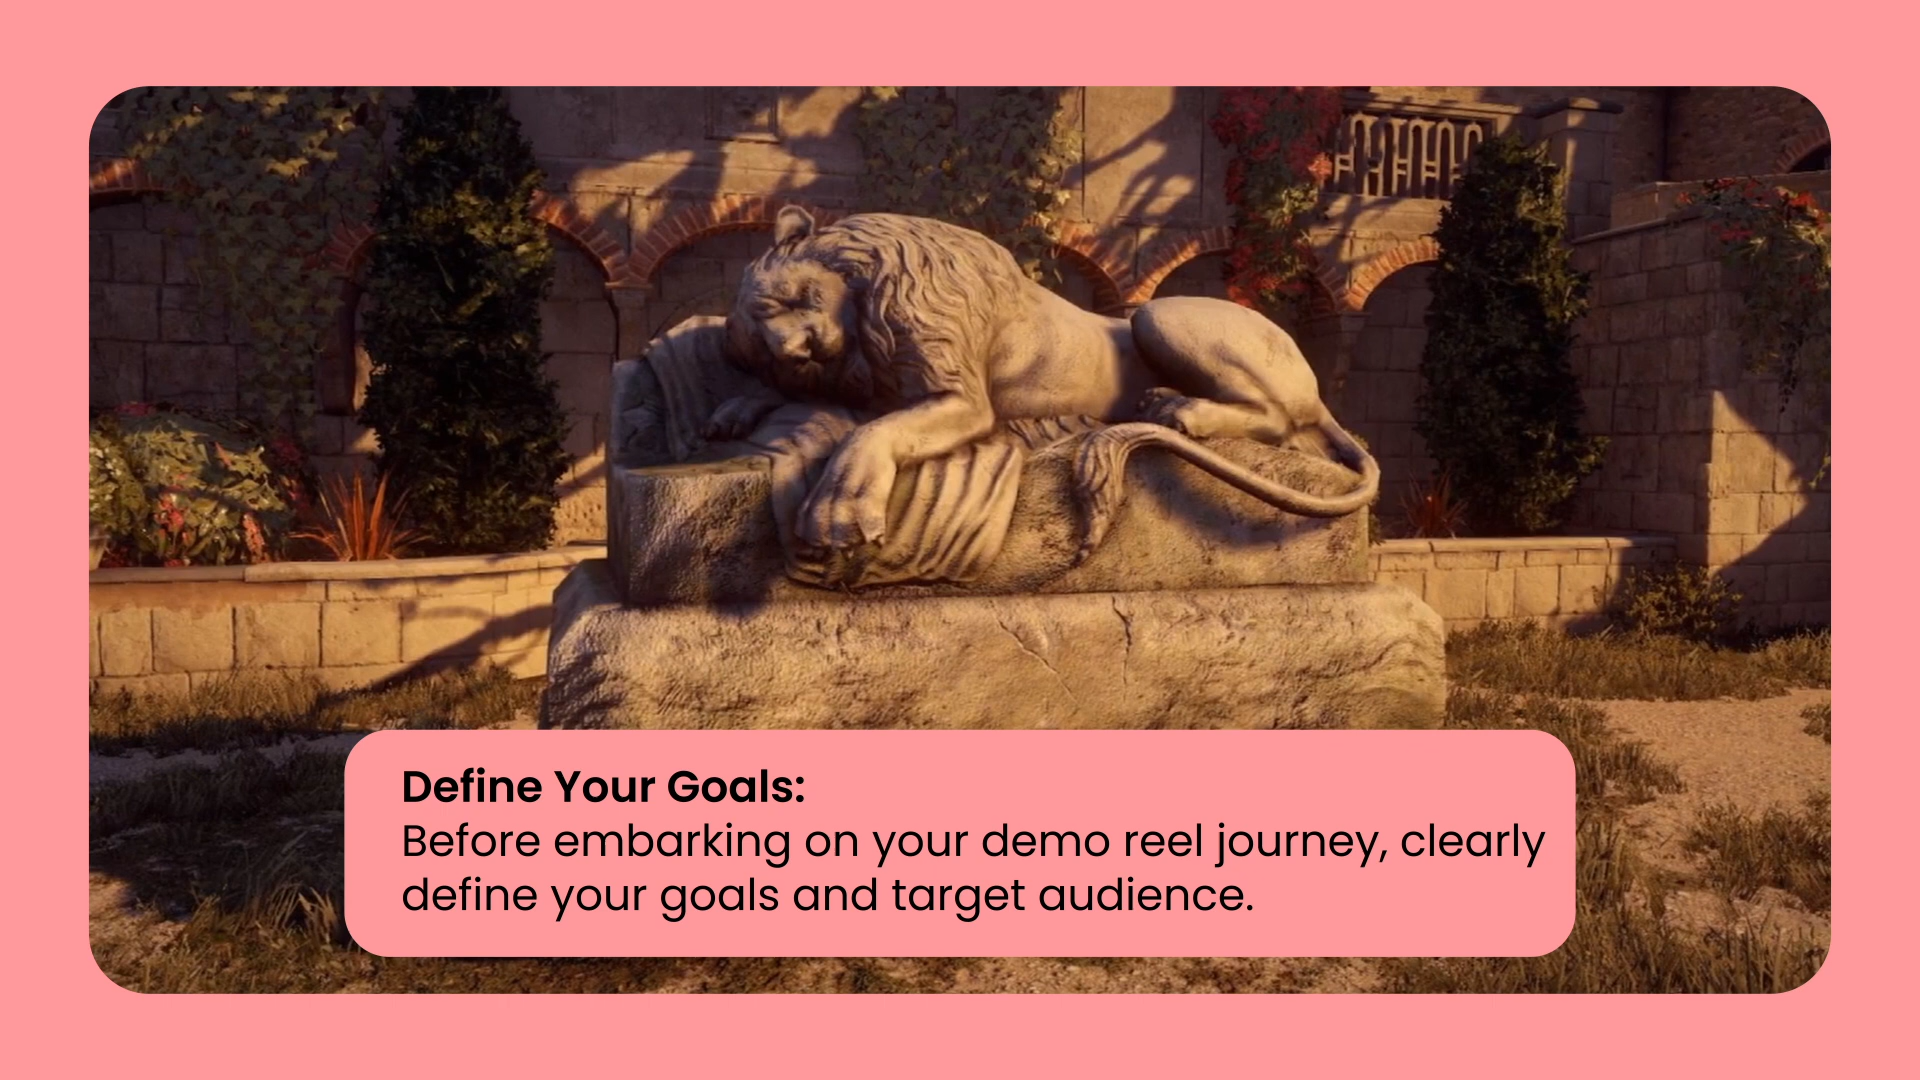 Define Your Goals:
Before embarking on your demo reel journey, clearly
define your goals and target audience.